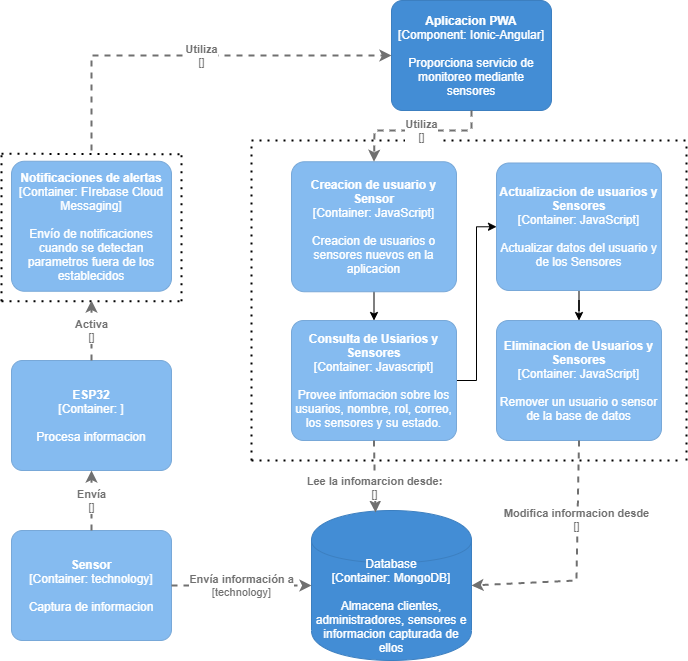 Aplicacion PWA
[Component: Ionic-Angular]
Proporciona servicio de
monitoreo mediante
sensores
Utiliza
[]
Utiliza
[]
Notificaciones de alertas
[Container: FIrebase Cloud
Messaging]
Envío de notificaciones
cuando se detectan
parametros fuera de los
establecidos
Creacion de usuario y
Sensor
[Container: JavaScript]
Creacion de usuarios o
sensores nuevos en la
aplicacion
Actualizacion de usuarios y
Sensores
[Container: JavaScript]
Actualizar datos del usuario y
de los Sensores
Activa
[]
Consulta de Usiarios y
Sensores
[Container: Javascript]
Provee infomacion sobre los
usuarios, nombre, rol, correo,
los sensores y su estado.
Eliminacion de Usuarios y
Sensores
[Container: JavaScript]
Remover un usuario o sensor
de la base de datos
ESP32
[Container: ]
Procesa informacion
Envía
[]
Lee la infomarcion desde:
[]
Modifica informacion desde
[]
Sensor
[Container: technology]
Captura de informacion
Envía información a
[technology]
Database
[Container: MongoDB]
Almacena clientes,
administradores, sensores e
informacion capturada de
ellos